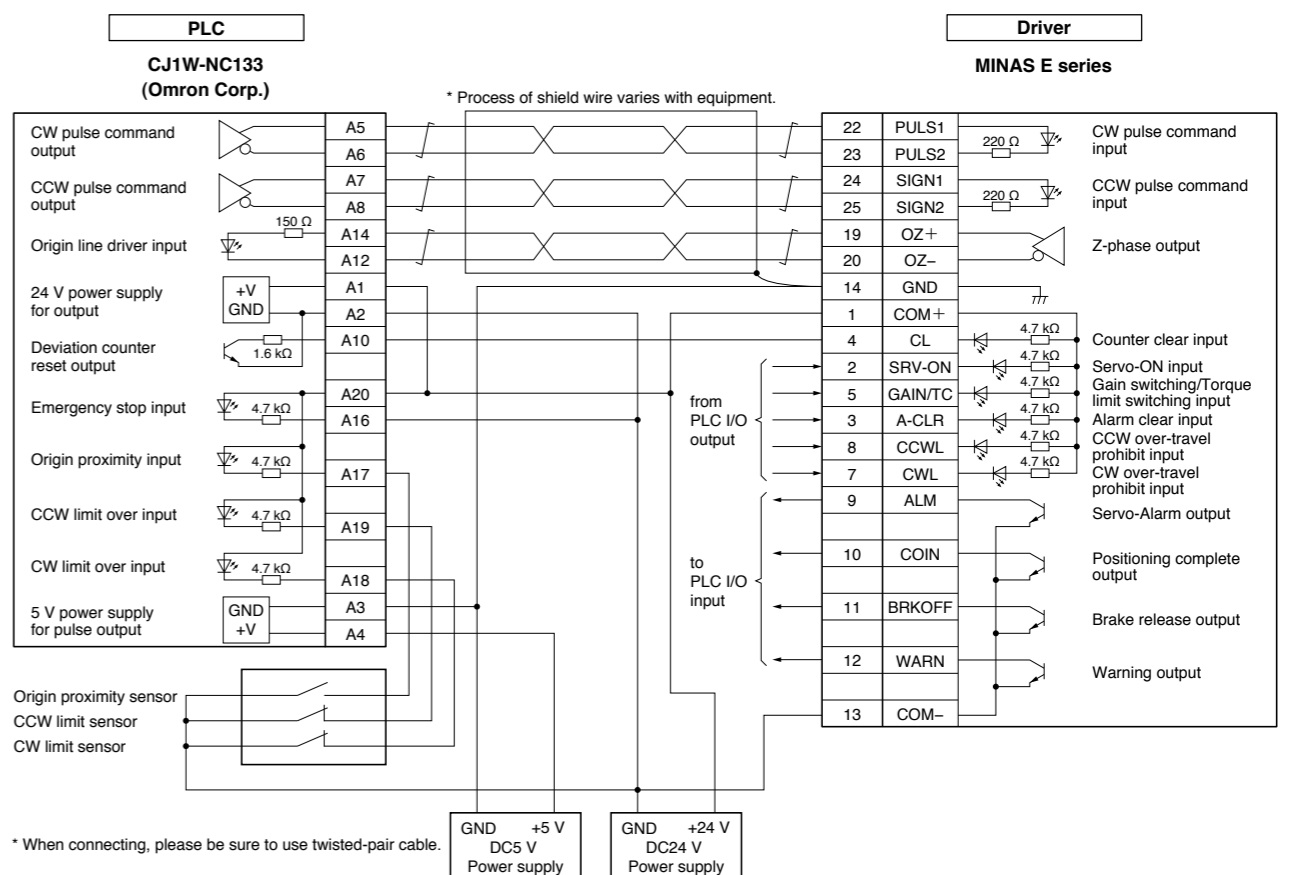 PLC
Driver
CJ1W-NC133
(Omron Corp.)
MINAS E series
* Process of shield wire varies with equipment.
CW pulse command
output
A5
A6
22 PULS1
23 PULS2
220 Ω
CW pulse command
input
CCW pulse command
output
A7
A8
24 SIGN1
25 SIGN2
220 Ω
CCW pulse command
input
Origin line driver input
150 Ω
A14
A12
19 OZ+
20 OZ−
Z-phase output
24 V power supply
for output
+V
GND
A1
A2
14 GND
1 COM+
Deviation counter
reset output
1.6 kΩ
A10
4 CL
4.7 kΩ
Counter clear input
2 SRV-ON
4.7 kΩ
Servo-ON input
Emergency stop input
4.7 kΩ
A20
A16
from
PLC I/O
output
5 GAIN/TC
4.7 kΩ
Gain switching/Torque
limit switching input
3 A-CLR
4.7 kΩ
Alarm clear input
Origin proximity input
4.7 kΩ
A17
8 CCWL
4.7 kΩ
CCW over-travel
prohibit input
7 CWL
4.7 kΩ
CW over-travel
prohibit input
CCW limit over input
4.7 kΩ
A19
9 ALM
Servo-Alarm output
CW limit over input
4.7 kΩ
A18
to
PLC I/O
input
10 COIN
Positioning complete
output
5 V power supply
for pulse output
GND
+V
A3
A4
11 BRKOFF
Brake release output
12 WARN
Warning output
13 COM−
Origin proximity sensor
CCW limit sensor
CW limit sensor
* When connecting, please be sure to use twisted-pair cable.
GND +5 V
DC5 V
Power supply
GND +24 V
DC24 V
Power supply